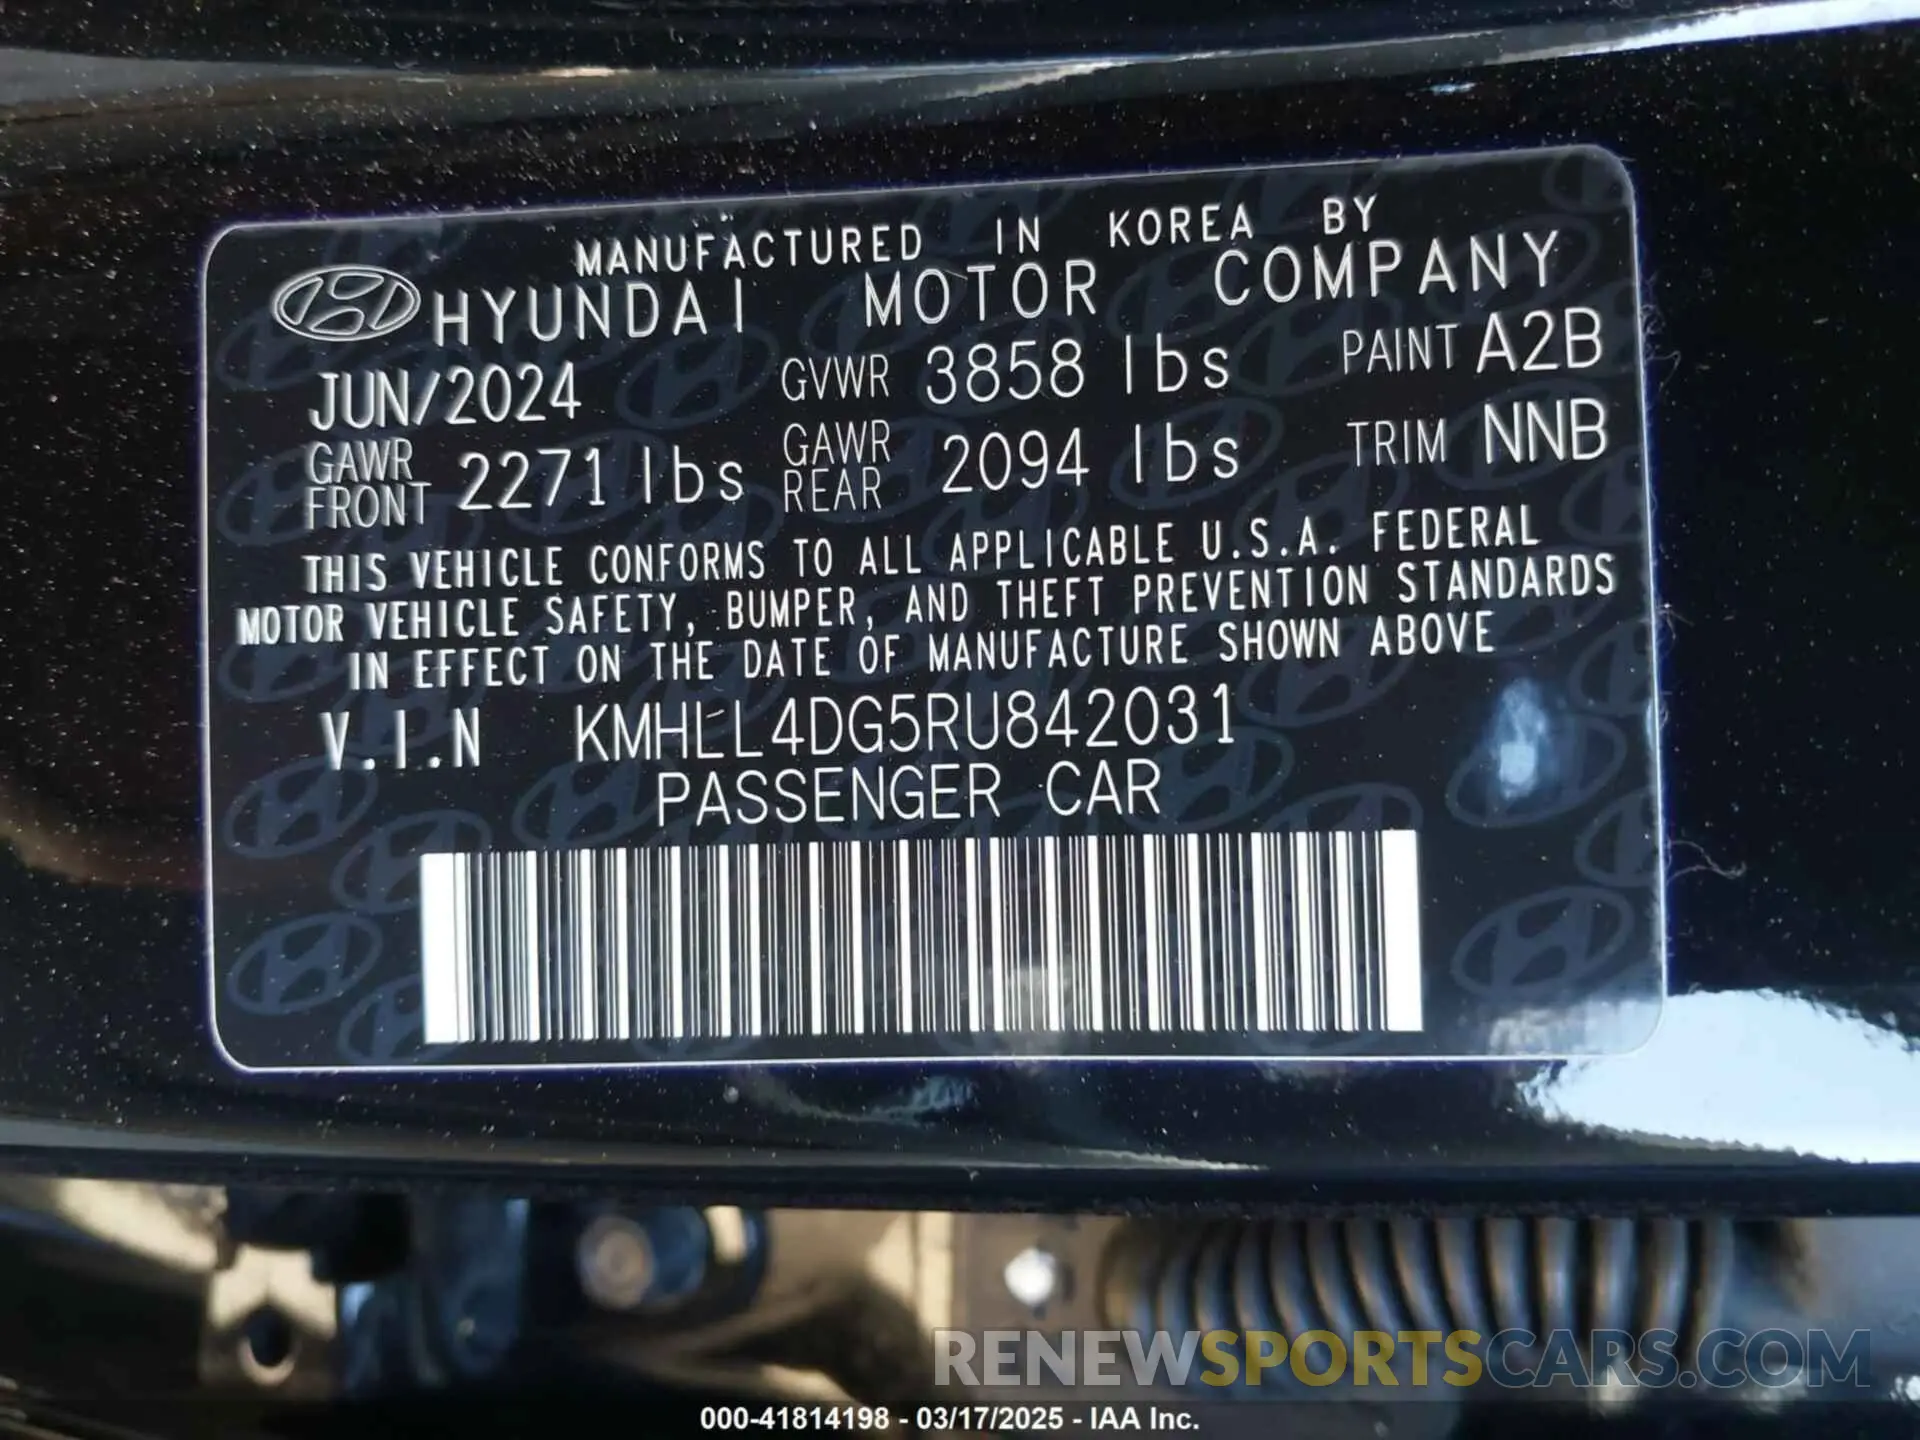 MANUFACTURED IN KOREA BY
HYUNDAI MOTOR COMPANY
JUN/2024 GVWR 3858 lbs PAINT A2B
GAWR FRONT 2271 lbs GAWR REAR 2094 lbs TRIM NNB
THIS VEHICLE CONFORMS TO ALL APPLICABLE U.S.A. FEDERAL
MOTOR VEHICLE SAFETY, BUMPER, AND THEFT PREVENTION STANDARDS
IN EFFECT ON THE DATE OF MANUFACTURE SHOWN ABOVE
V.I.N KMHLL4DG5RU842031
PASSENGER CAR
RENEWSPORTSCARS.COM
000-41814198 - 03/17/2025 - IAA Inc.